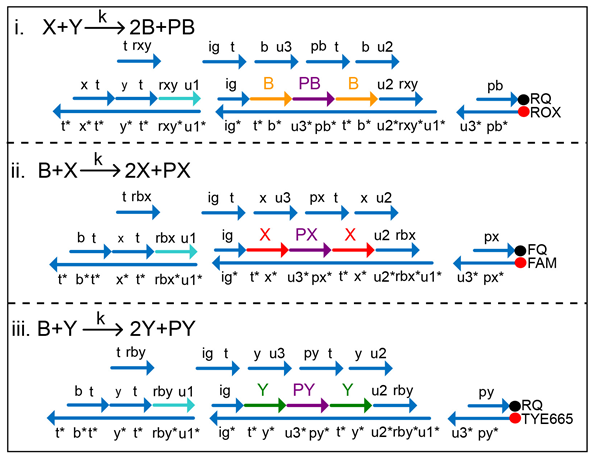 i. X+Y k 2B+PB
t rxy ig t b u3 pb t b u2
x t y t rxy u1 ig B PB B u2 rxy pb RQ
ROX
t* x* t* y* t* rxy* u1* ig* t* b* u3* pb* t* b* u2* rxy* u1* u3* pb*
ii. B+X k 2X+PX
t rbx ig t x u3 px t x u2
b t x t rbx u1 ig X PX X u2 rbx px FQ
FAM
t* b* t* x* t* rbx* u1* ig* t* x* u3* px* t* x* u2* rbx* u1* u3* px*
iii. B+Y k 2Y+PY
t rby ig t y u3 py t y u2
b t y t rby u1 ig Y PY Y u2 rby py RQ
TYE665
t* b* t* y* t* rby* u1* ig* t* y* u3* py* t* y* u2* rby* u1* u3* py*